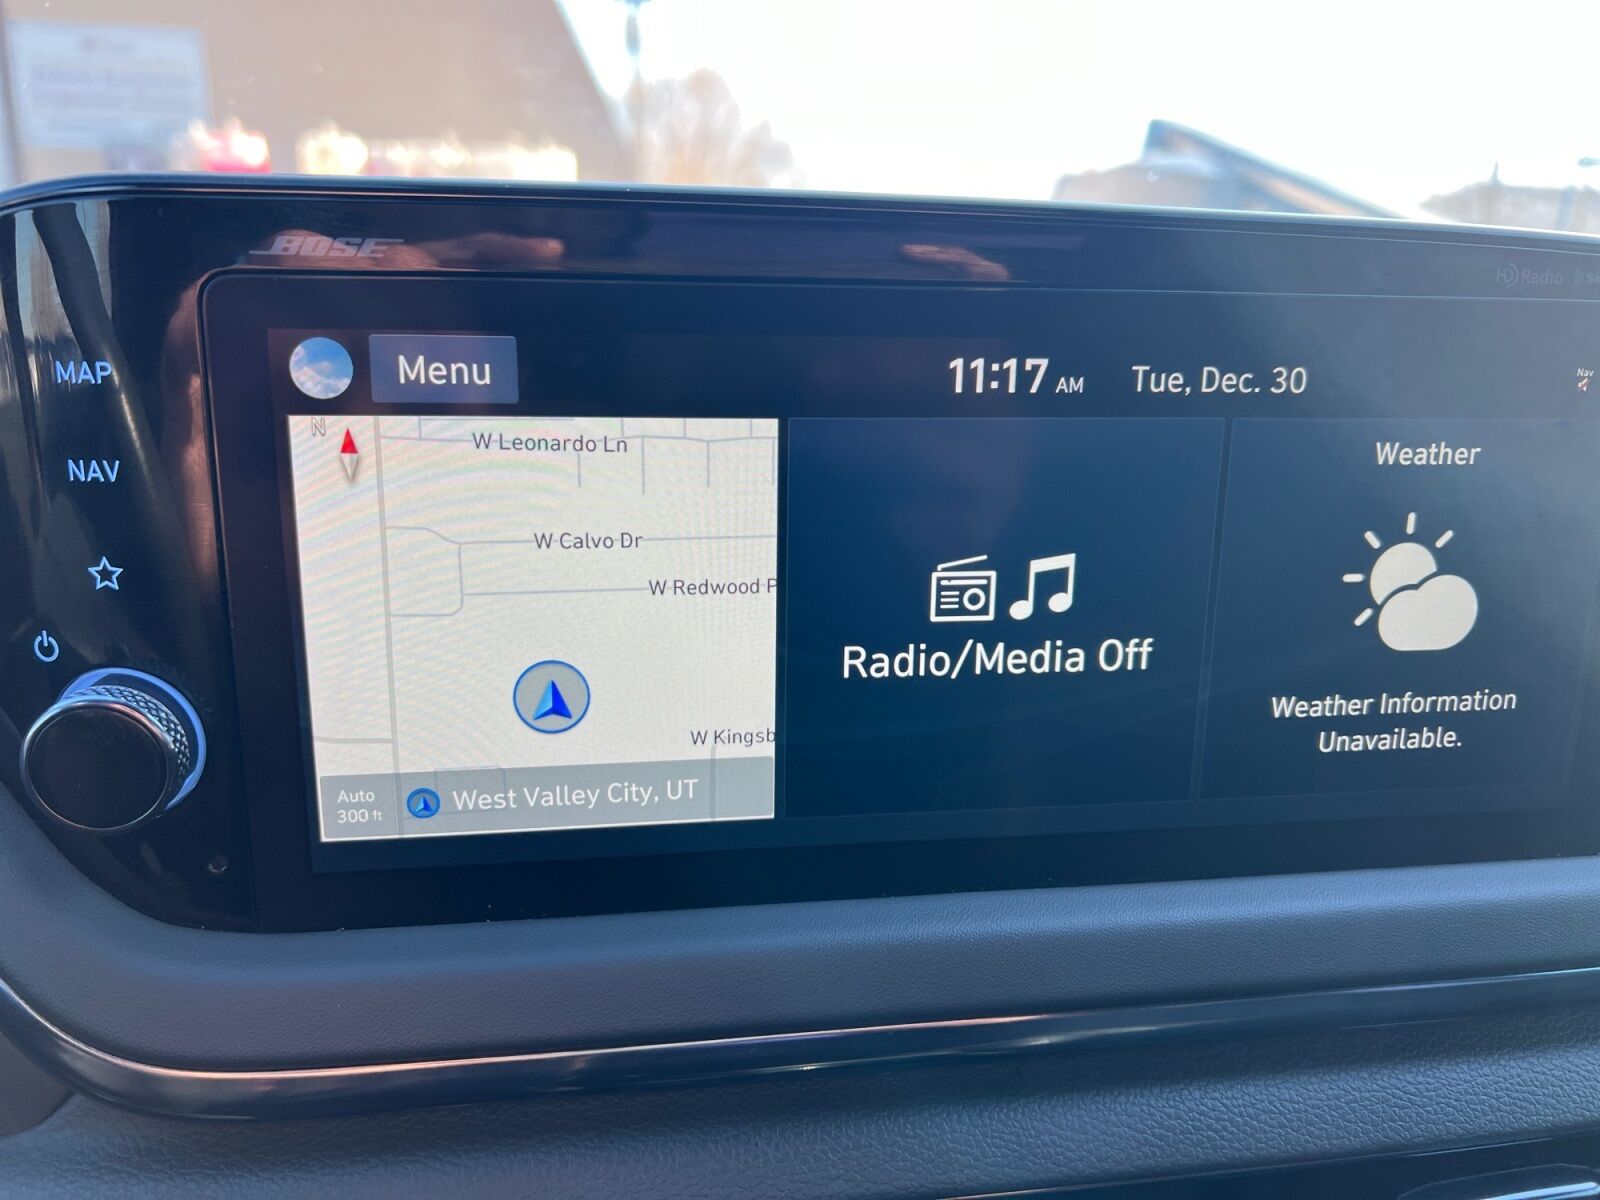 BOSE
HD Radio
MAP
NAV
Menu
11:17 AM
Tue, Dec. 30
Nav
N
W Leonardo Ln
W Calvo Dr
W Redwood P
W Kingsb
Auto
300 ft
West Valley City, UT
Radio/Media Off
Weather
Weather Information
Unavailable.